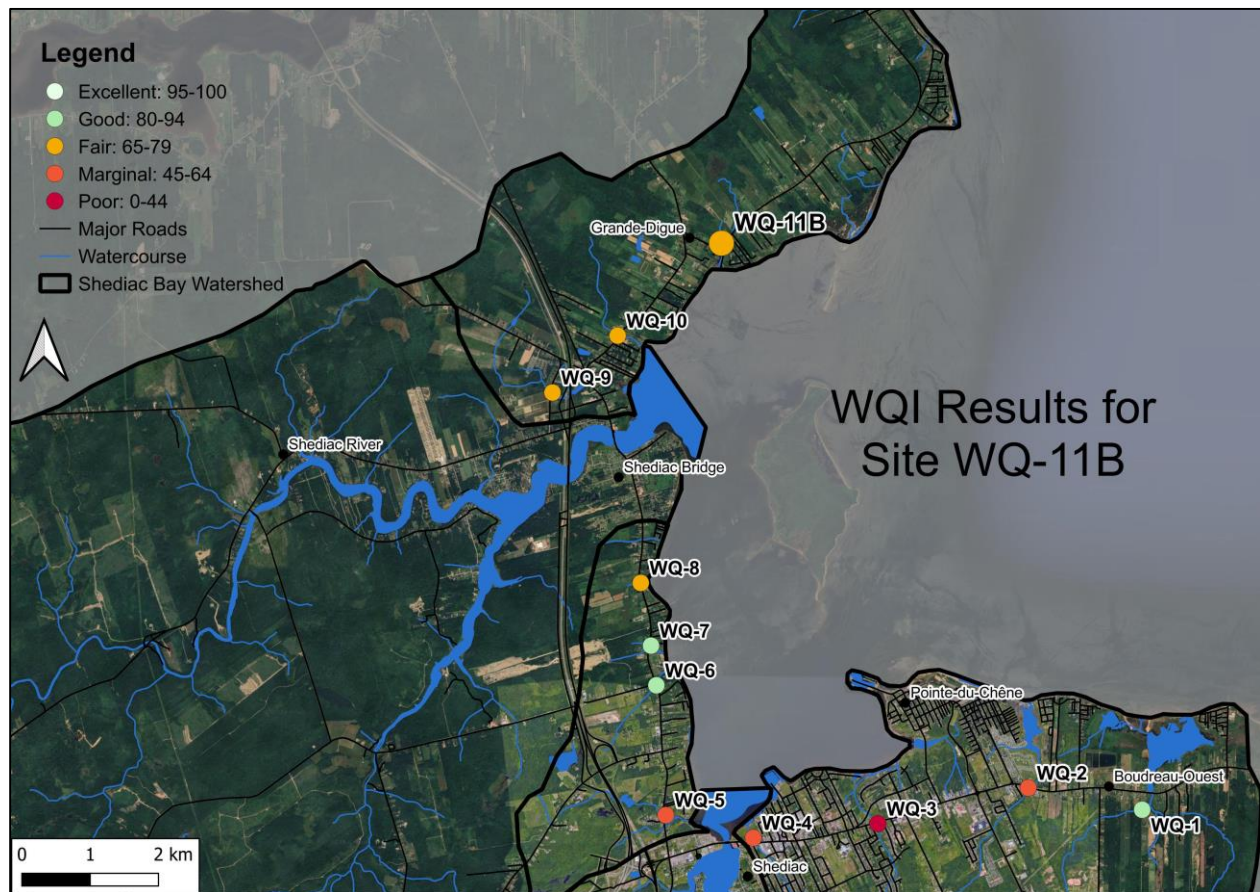 Legend
Excellent: 95-100
Good: 80-94
Fair: 65-79
Marginal: 45-64
Poor: 0-44
Major Roads
Watercourse
Shediac Bay Watershed
Grande-Digue
WQ-11B
WQ-10
WQ-9
WQI Results for
Site WQ-11B
Shediac River
Shediac Bridge
WQ-8
WQ-7
WQ-6
Pointe-du-Chêne
WQ-2
Boudreau-Ouest
WQ-5
WQ-3
WQ-1
WQ-4
Shediac
0 1 2 km